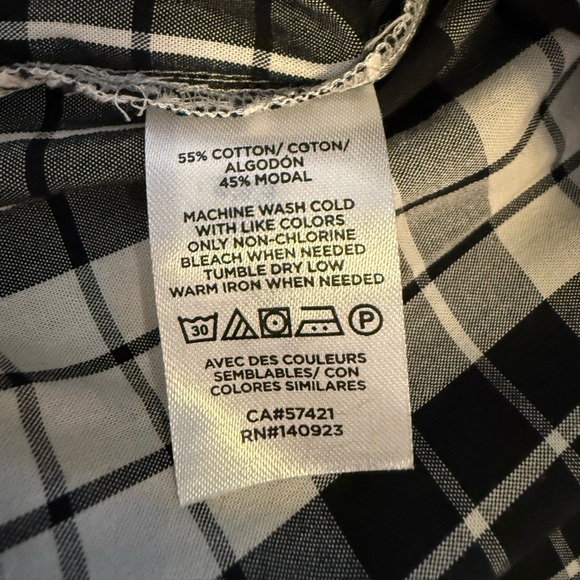 55% COTTON/ COTON/
ALGODÓN
45% MODAL
MACHINE WASH COLD
WITH LIKE COLORS
ONLY NON-CHLORINE
BLEACH WHEN NEEDED
TUMBLE DRY LOW
WARM IRON WHEN NEEDED
30 P
AVEC DES COULEURS
SEMBLABLES/ CON
COLORES SIMILARES
CA#57421
RN#140923